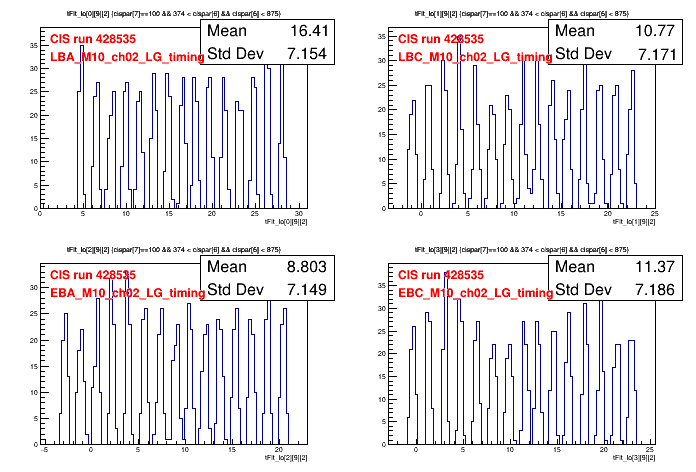 tFit_lo[0][9][2] {cispar[7]==100 && 374 < cispar[6] && cispar[6] < 875}
CIS run 428535
LBA_M10_ch02_LG_timing
Mean 16.41
Std Dev 7.154
35
30
25
20
15
10
5
0
0 5 10 15 20 25 30
tFit_lo[0][9][2]
tFit_lo[1][9][2] {cispar[7]==100 && 374 < cispar[6] && cispar[6] < 875}
CIS run 428535
LBC_M10_ch02_LG_timing
Mean 10.77
Std Dev 7.171
35
30
25
20
15
10
5
0
0 5 10 15 20 25
tFit_lo[1][9][2]
tFit_lo[2][9][2] {cispar[7]==100 && 374 < cispar[6] && cispar[6] < 875}
CIS run 428535
EBA_M10_ch02_LG_timing
Mean 8.803
Std Dev 7.149
30
25
20
15
10
5
0
-5 0 5 10 15 20
tFit_lo[2][9][2]
tFit_lo[3][9][2] {cispar[7]==100 && 374 < cispar[6] && cispar[6] < 875}
CIS run 428535
EBC_M10_ch02_LG_timing
Mean 11.37
Std Dev 7.186
35
30
25
20
15
10
5
0
0 5 10 15 20 25
tFit_lo[3][9][2]